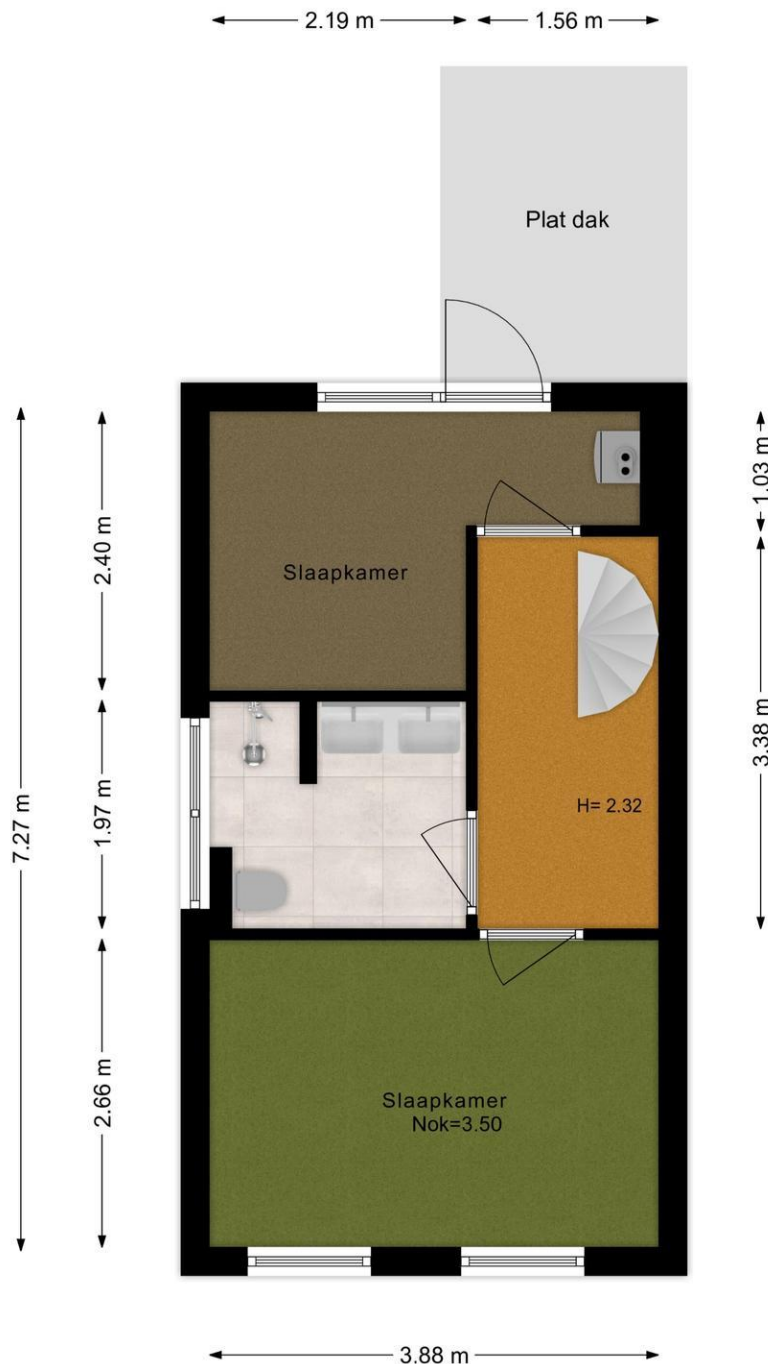 2.19 m
1.56 m
Plat dak
1.03 m
2.40 m
Slaapkamer
3.38 m
H= 2.32
1.97 m
7.27 m
2.66 m
Slaapkamer
Nok=3.50
3.88 m